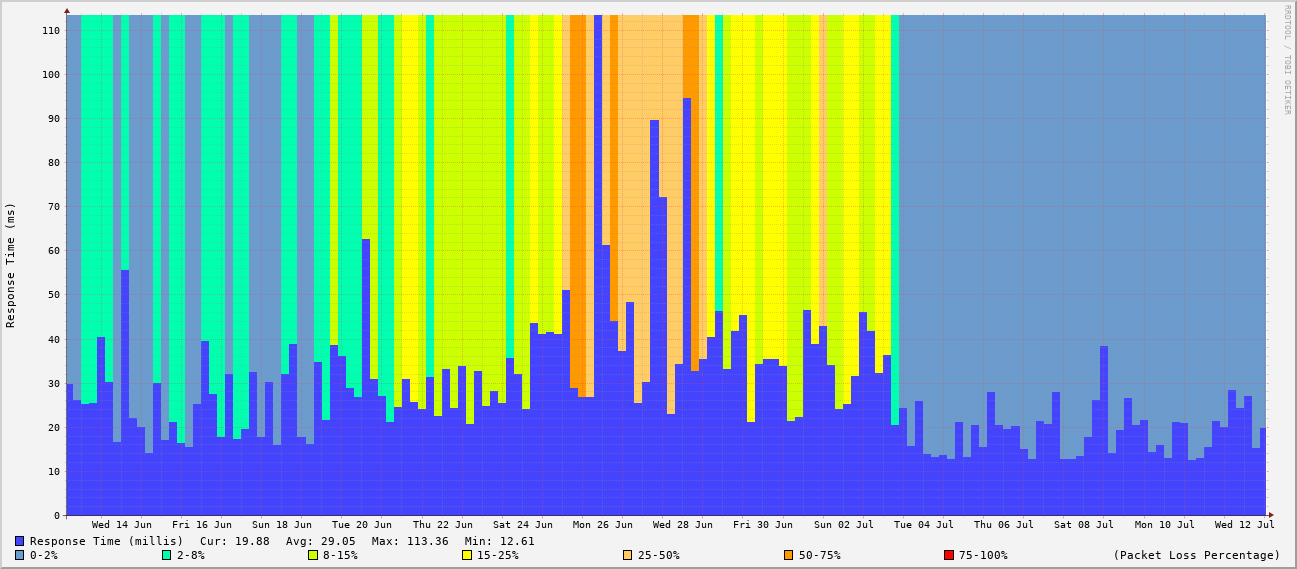 RRDTOOL / TOBI OETIKER
Response Time (ms)
110
100
90
80
70
60
50
40
30
20
10
0
Wed 14 Jun Fri 16 Jun Sun 18 Jun Tue 20 Jun Thu 22 Jun Sat 24 Jun Mon 26 Jun Wed 28 Jun Fri 30 Jun Sun 02 Jul Tue 04 Jul Thu 06 Jul Sat 08 Jul Mon 10 Jul Wed 12 Jul
Response Time (millis) Cur: 19.88 Avg: 29.05 Max: 113.36 Min: 12.61
0-2% 2-8% 8-15% 15-25% 25-50% 50-75% 75-100% (Packet Loss Percentage)